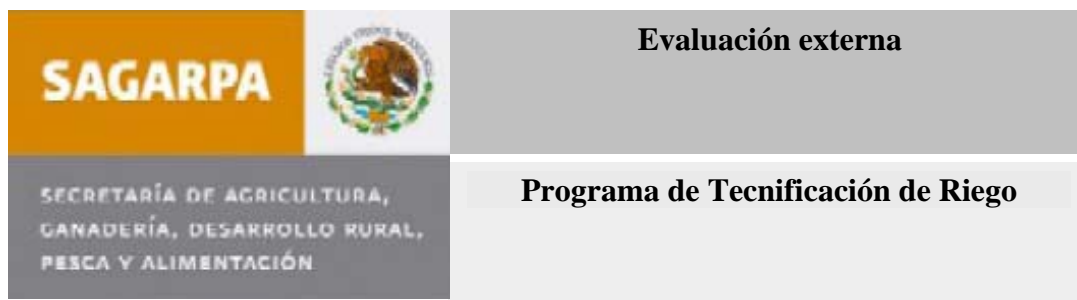 SAGARPA
SECRETARÍA DE AGRICULTURA,
GANADERÍA, DESARROLLO RURAL,
PESCA Y ALIMENTACIÓN
Evaluación externa
Programa de Tecnificación de Riego